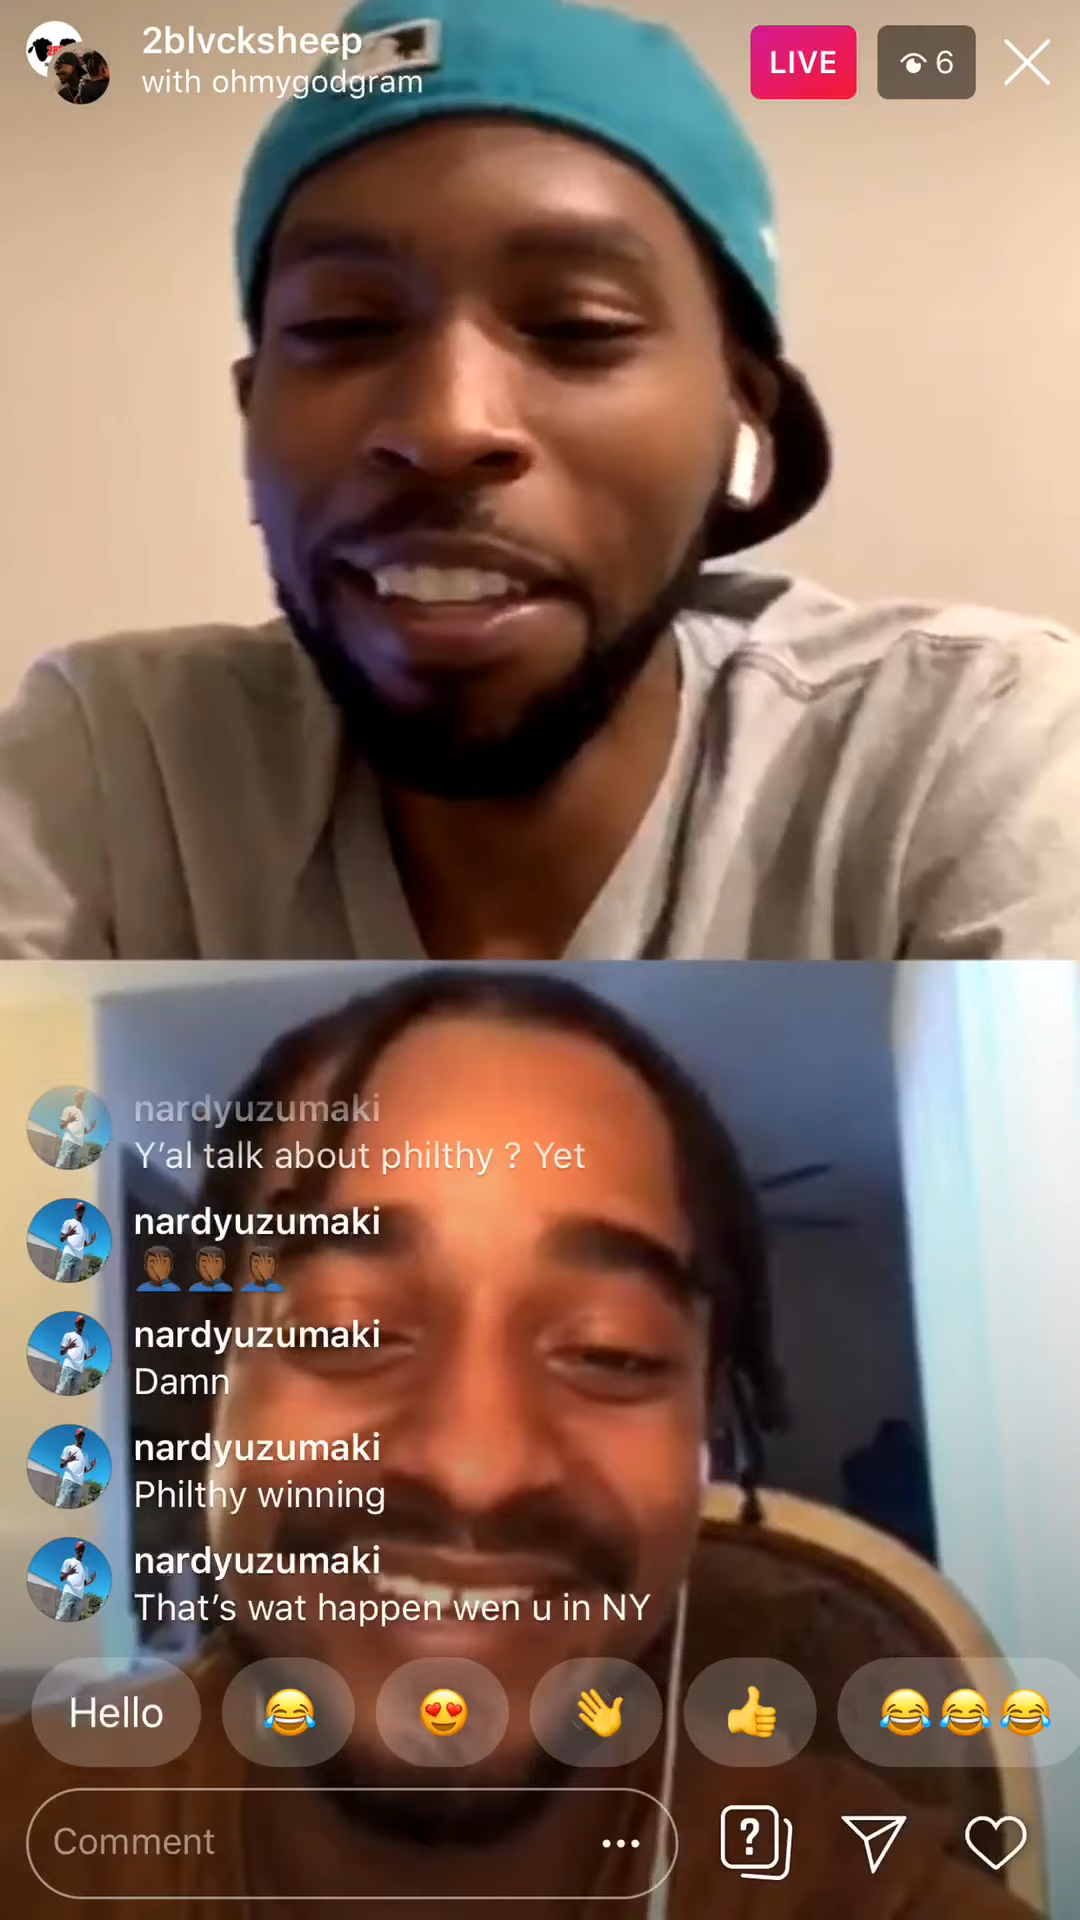 2blvcksheep
with ohmygodgram
LIVE
6
nardyuzumaki
Y’al talk about philthy ? Yet
nardyuzumaki
🤦🏾‍♂️🤦🏾‍♂️🤦🏾‍♂️
nardyuzumaki
Damn
nardyuzumaki
Philthy winning
nardyuzumaki
That’s wat happen wen u in NY
Hello 😂 😍 👋 👍 😂😂😂
Comment
?